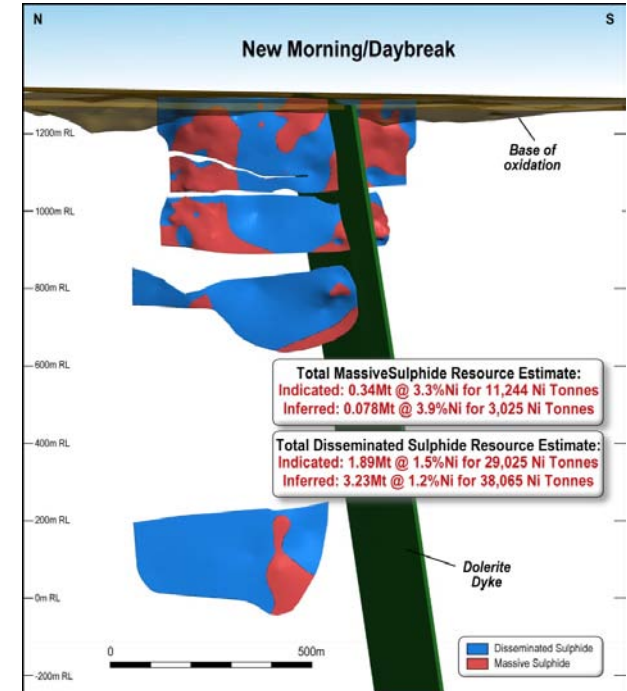 N
S
New Morning/Daybreak
1200m RL
Base of
oxidation
1000m RL
800m RL
600m RL
Total MassiveSulphide Resource Estimate:
Indicated: 0.34Mt @ 3.3%Ni for 11,244 Ni Tonnes
Inferred: 0.078Mt @ 3.9%Ni for 3,025 Ni Tonnes
400m RL
Total Disseminated Sulphide Resource Estimate:
Indicated: 1.89Mt @ 1.5%Ni for 29,025 Ni Tonnes
Inferred: 3.23Mt @ 1.2%Ni for 38,065 Ni Tonnes
200m RL
Dolerite
Dyke
0m RL
0
500m
Disseminated Sulphide
Massive Sulphide
-200m RL